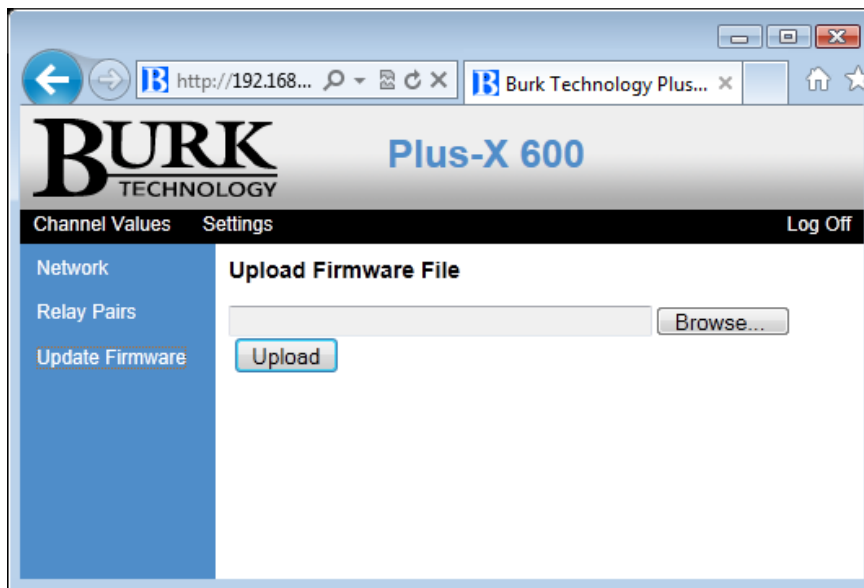 http://192.168... Burk Technology Plus...
BURK
TECHNOLOGY
Plus-X 600
Channel Values Settings Log Off
Network
Upload Firmware File
Relay Pairs
Browse...
Update Firmware
Upload